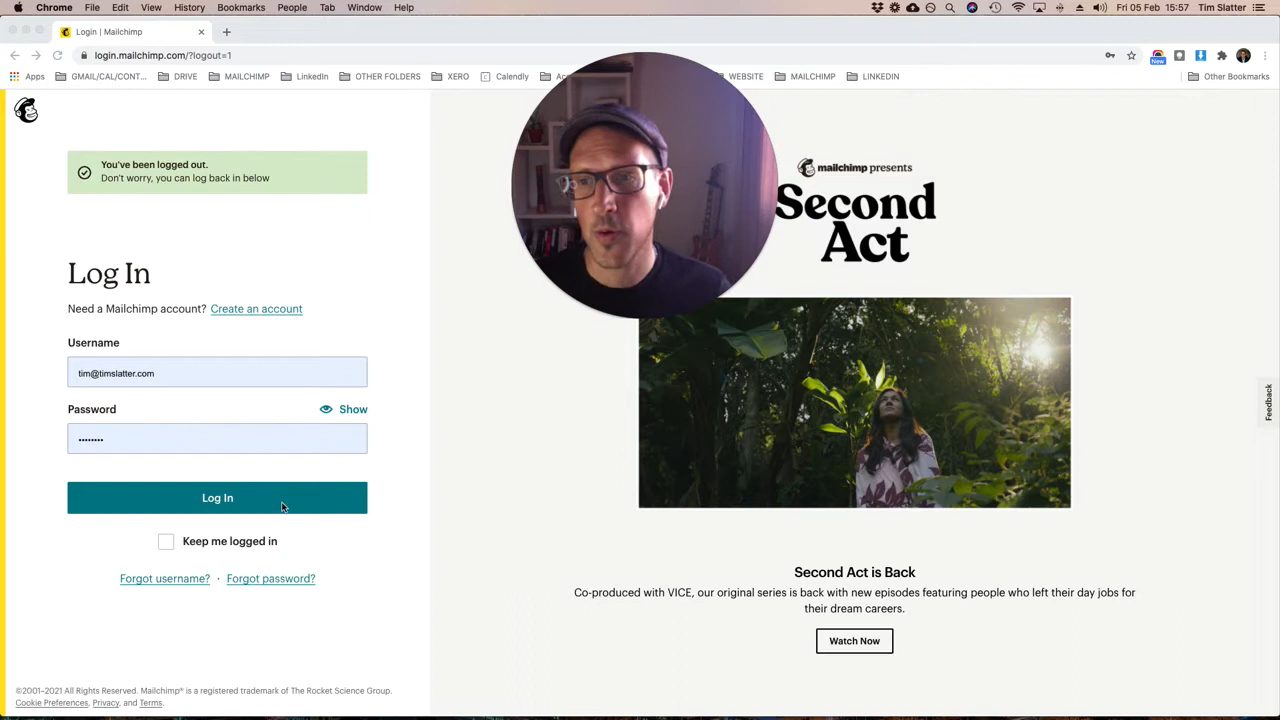 Chrome File Edit View History Bookmarks People Tab Window Help Fri 05 Feb 15:57 Tim Slatter
Login | Mailchimp
login.mailchimp.com/?logout=1
Apps GMAIL/CAL/CONT... DRIVE MAILCHIMP LinkedIn OTHER FOLDERS XERO Calendly WEBSITE MAILCHIMP LINKEDIN Other Bookmarks
New
You've been logged out.
Don't worry, you can log back in below
Log In
Need a Mailchimp account? Create an account
Username
tim@timslatter.com
Password Show
••••••••
Log In
Keep me logged in
Forgot username? · Forgot password?
©2001–2021 All Rights Reserved. Mailchimp® is a registered trademark of The Rocket Science Group.
Cookie Preferences, Privacy, and Terms.
mailchimp presents
Second
Act
Second Act is Back
Co-produced with VICE, our original series is back with new episodes featuring people who left their day jobs for
their dream careers.
Watch Now
Feedback